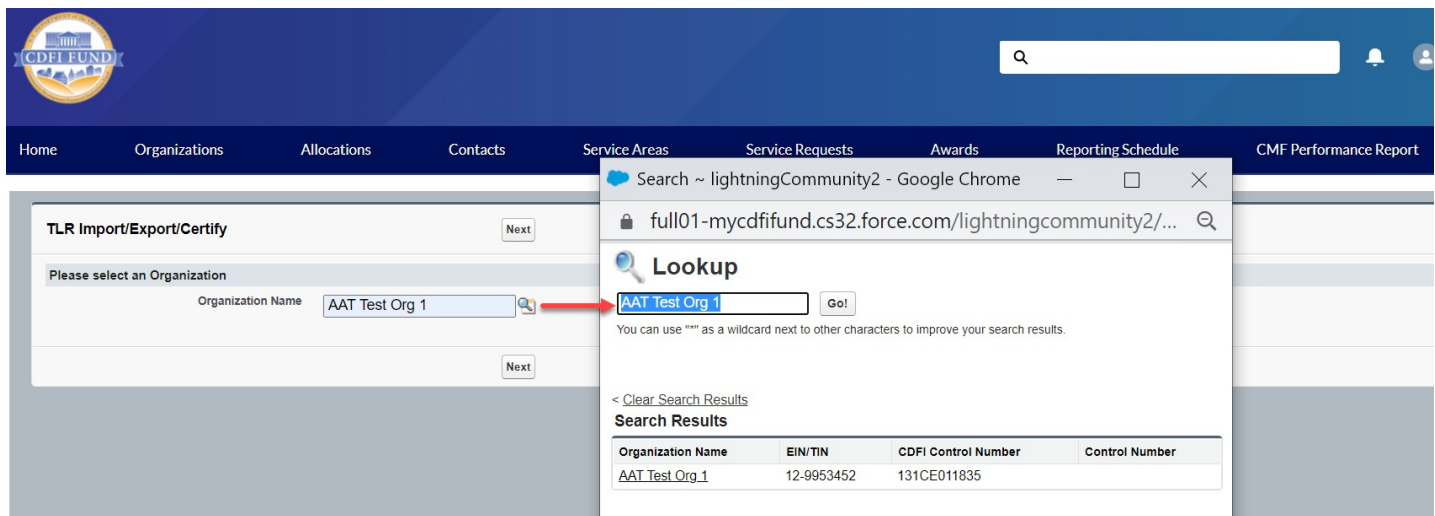 CDFI FUND
Home Organizations Allocations Contacts Service Areas Service Requests Awards Reporting Schedule CMF Performance Report
TLR Import/Export/Certify Next
Please select an Organization
Organization Name AAT Test Org 1
Next
Search ~ lightningCommunity2 - Google Chrome
full01-mycdfifund.cs32.force.com/lightningcommunity2/...
Lookup
AAT Test Org 1 Go!
You can use "*" as a wildcard next to other characters to improve your search results.
< Clear Search Results
Search Results
Organization Name EIN/TIN CDFI Control Number Control Number
AAT Test Org 1 12-9953452 131CE011835